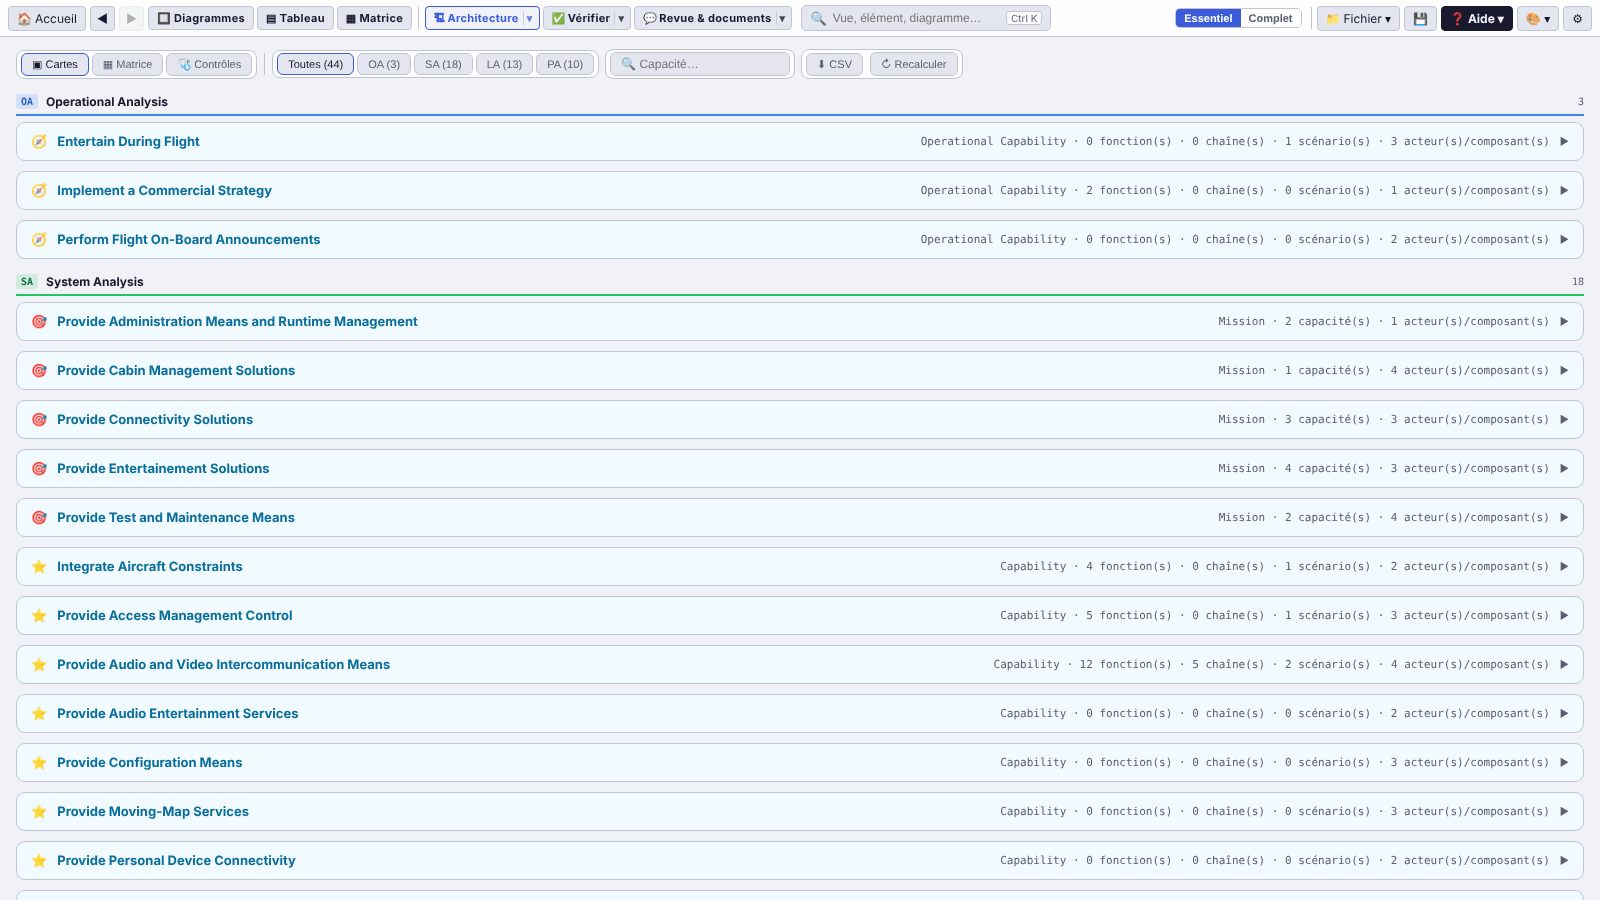 Accueil Diagrammes Tableau Matrice Architecture Vérifier Revue & documents Vue, élément, diagramme… Ctrl K Essentiel Complet Fichier Aide
Cartes Matrice Contrôles Toutes (44) OA (3) SA (18) LA (13) PA (10) Capacité… CSV Recalculer
OA Operational Analysis 3
Entertain During Flight Operational Capability · 0 fonction(s) · 0 chaîne(s) · 1 scénario(s) · 3 acteur(s)/composant(s)
Implement a Commercial Strategy Operational Capability · 2 fonction(s) · 0 chaîne(s) · 0 scénario(s) · 1 acteur(s)/composant(s)
Perform Flight On-Board Announcements Operational Capability · 0 fonction(s) · 0 chaîne(s) · 0 scénario(s) · 2 acteur(s)/composant(s)
SA System Analysis 18
Provide Administration Means and Runtime Management Mission · 2 capacité(s) · 1 acteur(s)/composant(s)
Provide Cabin Management Solutions Mission · 1 capacité(s) · 4 acteur(s)/composant(s)
Provide Connectivity Solutions Mission · 3 capacité(s) · 3 acteur(s)/composant(s)
Provide Entertainement Solutions Mission · 4 capacité(s) · 3 acteur(s)/composant(s)
Provide Test and Maintenance Means Mission · 2 capacité(s) · 4 acteur(s)/composant(s)
Integrate Aircraft Constraints Capability · 4 fonction(s) · 0 chaîne(s) · 1 scénario(s) · 2 acteur(s)/composant(s)
Provide Access Management Control Capability · 5 fonction(s) · 0 chaîne(s) · 1 scénario(s) · 3 acteur(s)/composant(s)
Provide Audio and Video Intercommunication Means Capability · 12 fonction(s) · 5 chaîne(s) · 2 scénario(s) · 4 acteur(s)/composant(s)
Provide Audio Entertainment Services Capability · 0 fonction(s) · 0 chaîne(s) · 0 scénario(s) · 2 acteur(s)/composant(s)
Provide Configuration Means Capability · 0 fonction(s) · 0 chaîne(s) · 0 scénario(s) · 3 acteur(s)/composant(s)
Provide Moving-Map Services Capability · 0 fonction(s) · 0 chaîne(s) · 0 scénario(s) · 3 acteur(s)/composant(s)
Provide Personal Device Connectivity Capability · 0 fonction(s) · 0 chaîne(s) · 0 scénario(s) · 2 acteur(s)/composant(s)